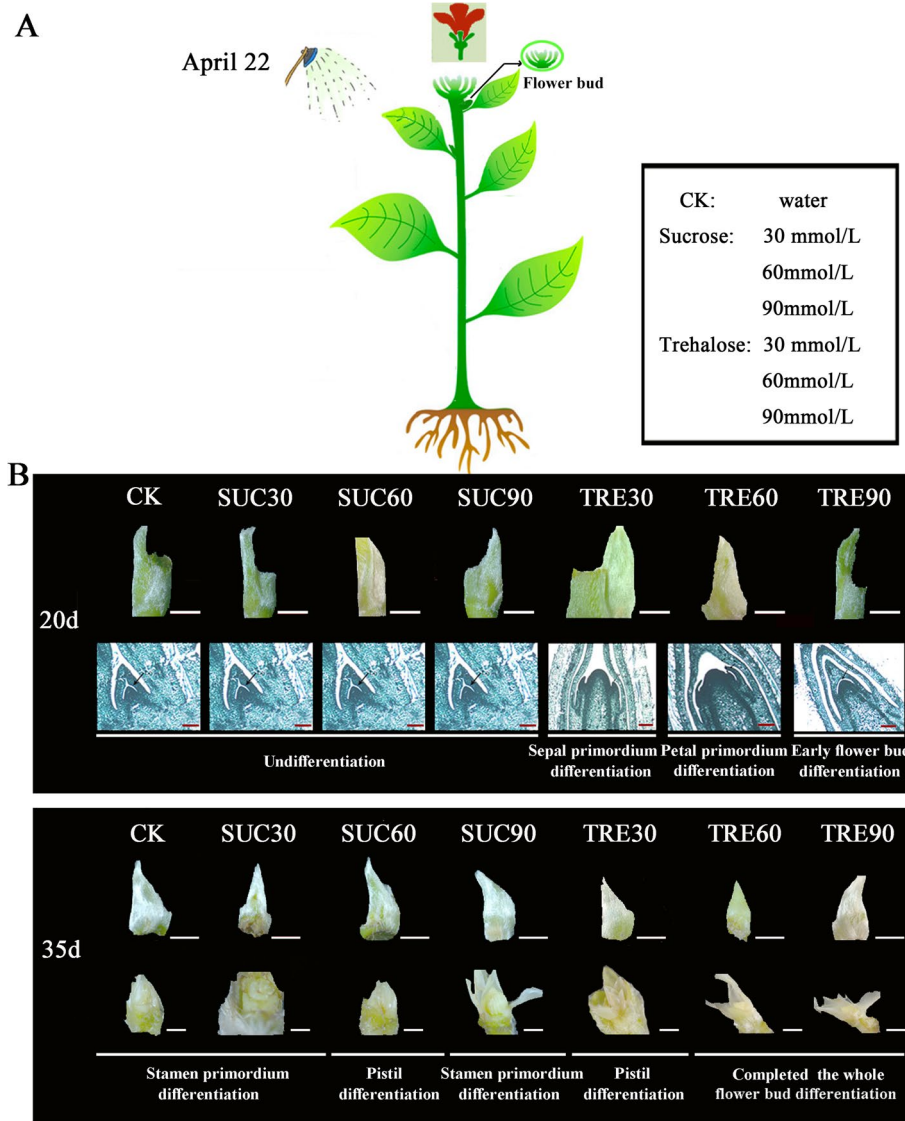 A
April 22
Flower bud
CK: water
Sucrose: 30 mmol/L
60mmol/L
90mmol/L
Trehalose: 30 mmol/L
60mmol/L
90mmol/L
B
CK SUC30 SUC60 SUC90 TRE30 TRE60 TRE90
20d
Undifferentiation
Sepal primordium
differentiation
Petal primordium
differentiation
Early flower bud
differentiation
CK SUC30 SUC60 SUC90 TRE30 TRE60 TRE90
35d
Stamen primordium
differentiation
Pistil
differentiation
Stamen primordium
differentiation
Pistil
differentiation
Completed the whole
flower bud differentiation